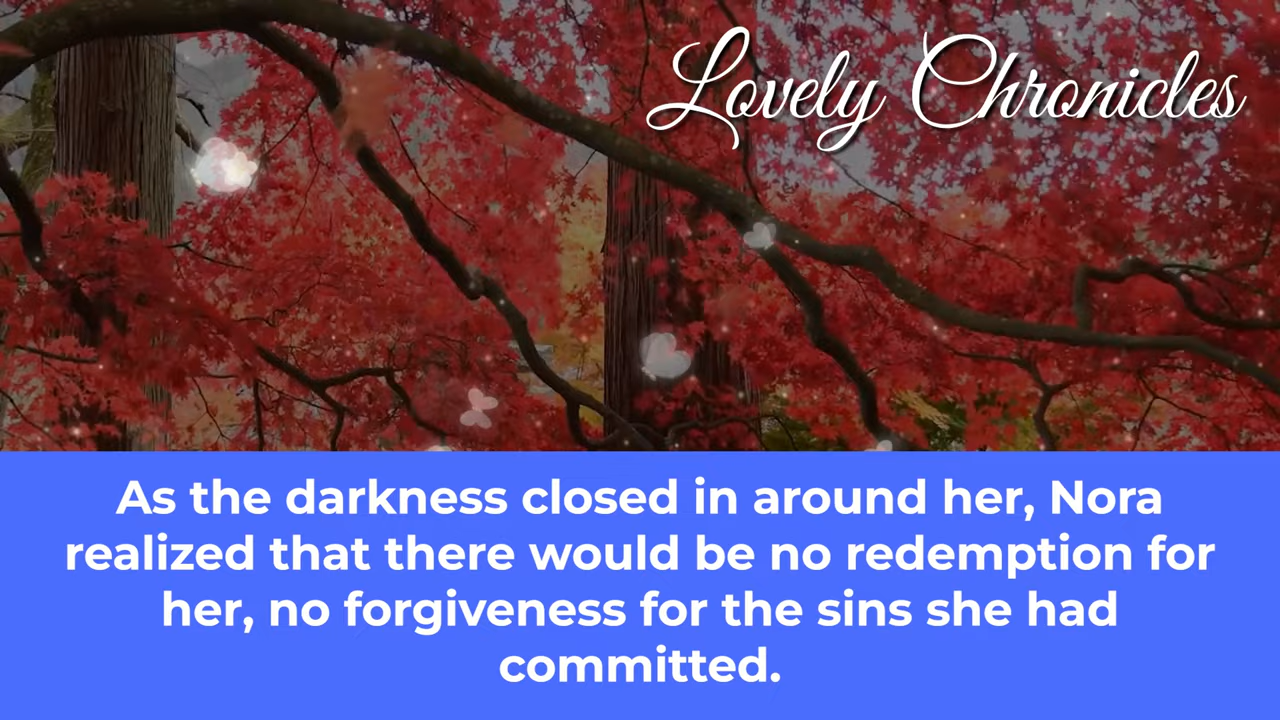 Lovely Chronicles
As the darkness closed in around her, Nora
realized that there would be no redemption for
her, no forgiveness for the sins she had
committed.